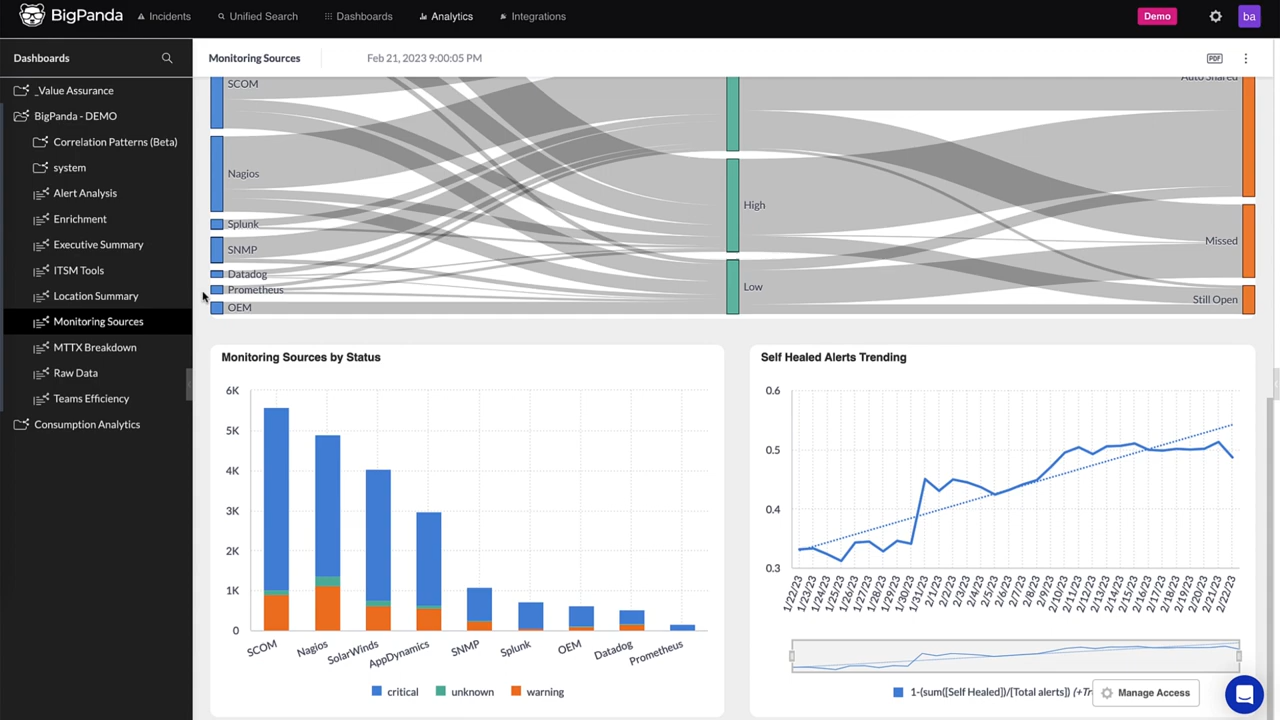 BigPanda
Incidents
Unified Search
Dashboards
Analytics
Integrations
Demo
ba
Dashboards
Monitoring Sources
Feb 21, 2023 9:00:05 PM
PDF
_Value Assurance
BigPanda - DEMO
Correlation Patterns (Beta)
system
Alert Analysis
Enrichment
Executive Summary
ITSM Tools
Location Summary
Monitoring Sources
MTTX Breakdown
Raw Data
Teams Efficiency
Consumption Analytics
SCOM
Nagios
Splunk
SNMP
Datadog
Prometheus
OEM
High
Low
Auto Shared
Missed
Still Open
Monitoring Sources by Status
6K
5K
4K
3K
2K
1K
0
SCOM
Nagios
SolarWinds
AppDynamics
SNMP
Splunk
OEM
Datadog
Prometheus
critical
unknown
warning
Self Healed Alerts Trending
0.6
0.5
0.4
0.3
1/22/23
1/23/23
1/24/23
1/25/23
1/26/23
1/27/23
1/28/23
1/29/23
1/30/23
1/31/23
2/1/23
2/2/23
2/3/23
2/4/23
2/5/23
2/6/23
2/7/23
2/8/23
2/9/23
2/10/23
2/11/23
2/12/23
2/13/23
2/14/23
2/15/23
2/16/23
2/17/23
2/18/23
2/19/23
2/20/23
2/21/23
2/22/23
1-(sum([Self Healed])/[Total alerts]) (+Tr
Manage Access